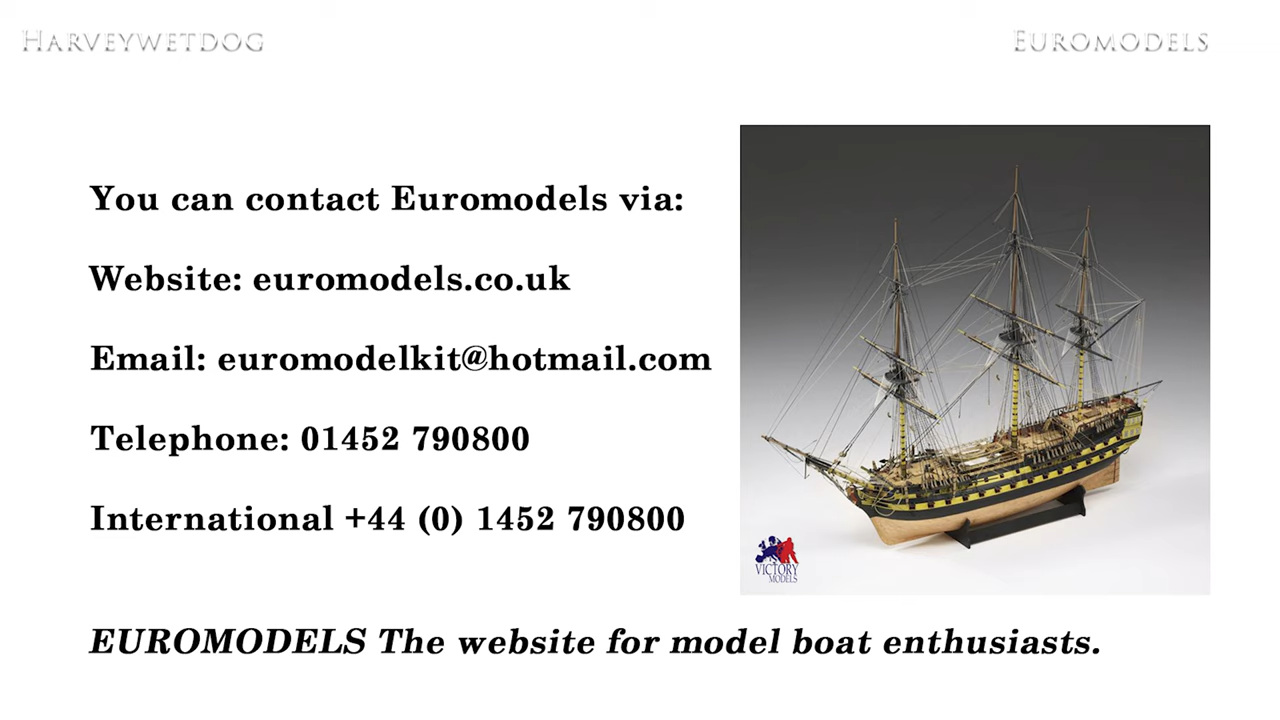 HARVEYWETDOG
EUROMODELS
You can contact Euromodels via:
Website: euromodels.co.uk
Email: euromodelkit@hotmail.com
Telephone: 01452 790800
International +44 (0) 1452 790800
VICTORY
MODELS
EUROMODELS The website for model boat enthusiasts.